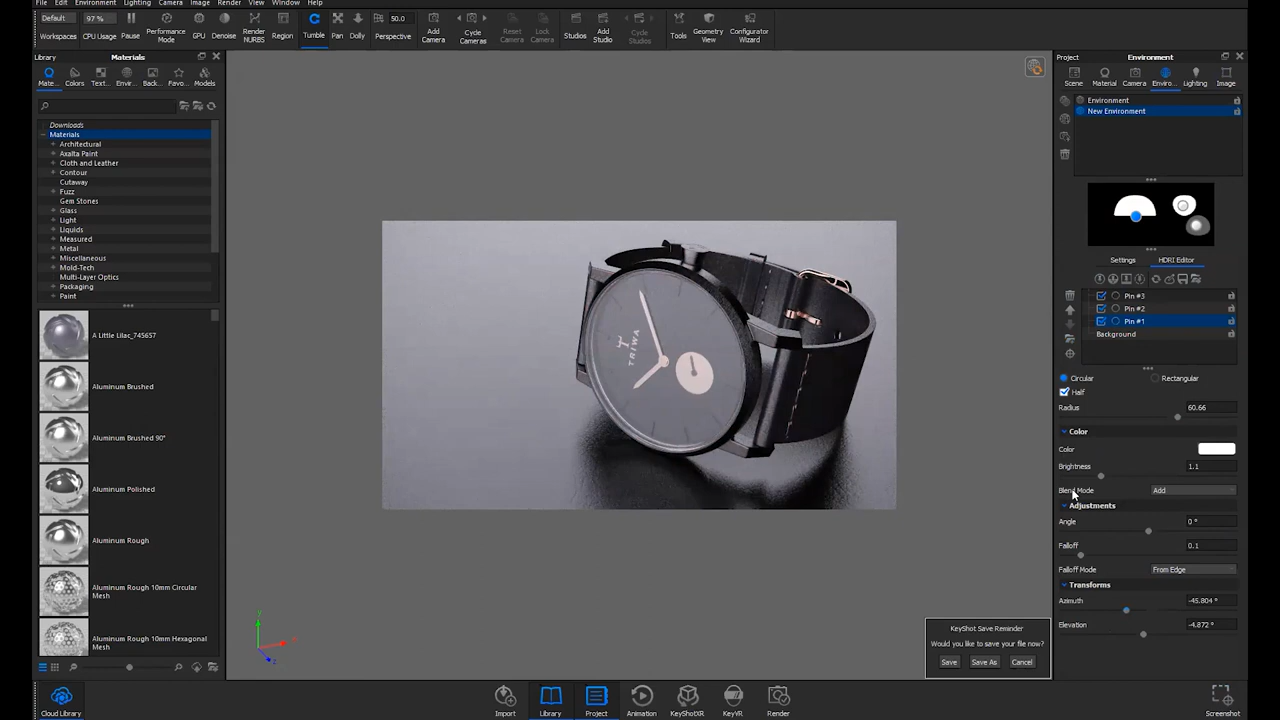 File Edit Environment Lighting Camera Image Render View Window Help
Default 97 % 50.0
Workspaces CPU Usage Pause Performance Mode GPU Denoise Render NURBS Region Tumble Pan Dolly Perspective Add Camera Cycle Cameras Reset Camera Lock Camera Studios Add Studio Cycle Studios Tools Geometry View Configurator Wizard
Library Materials
Mate... Colors Text... Envir... Back... Favo... Models
Downloads
Materials
Architectural
Axalta Paint
Cloth and Leather
Contour
Cutaway
Fuzz
Gem Stones
Glass
Light
Liquids
Measured
Metal
Miscellaneous
Mold-Tech
Multi-Layer Optics
Packaging
Paint
A Little Lilac_745657
Aluminum Brushed
Aluminum Brushed 90°
Aluminum Polished
Aluminum Rough
Aluminum Rough 10mm Circular
Mesh
Aluminum Rough 10mm Hexagonal
Mesh
TRIWA
y
z
KeyShot Save Reminder
Would you like to save your file now?
Save Save As Cancel
Project Environment
Scene Material Camera Enviro... Lighting Image
Environment
New Environment
Settings HDRI Editor
Pin #3
Pin #2
Pin #1
Background
Circular Rectangular
Half
Radius 60.66
Color
Color
Brightness 1.1
Blend Mode Add
Adjustments
Angle 0 °
Falloff 0.1
Falloff Mode From Edge
Transforms
Azimuth -45.804 °
Elevation -4.872 °
Cloud Library Import Library Project Animation KeyShotXR KeyVR Render Screenshot